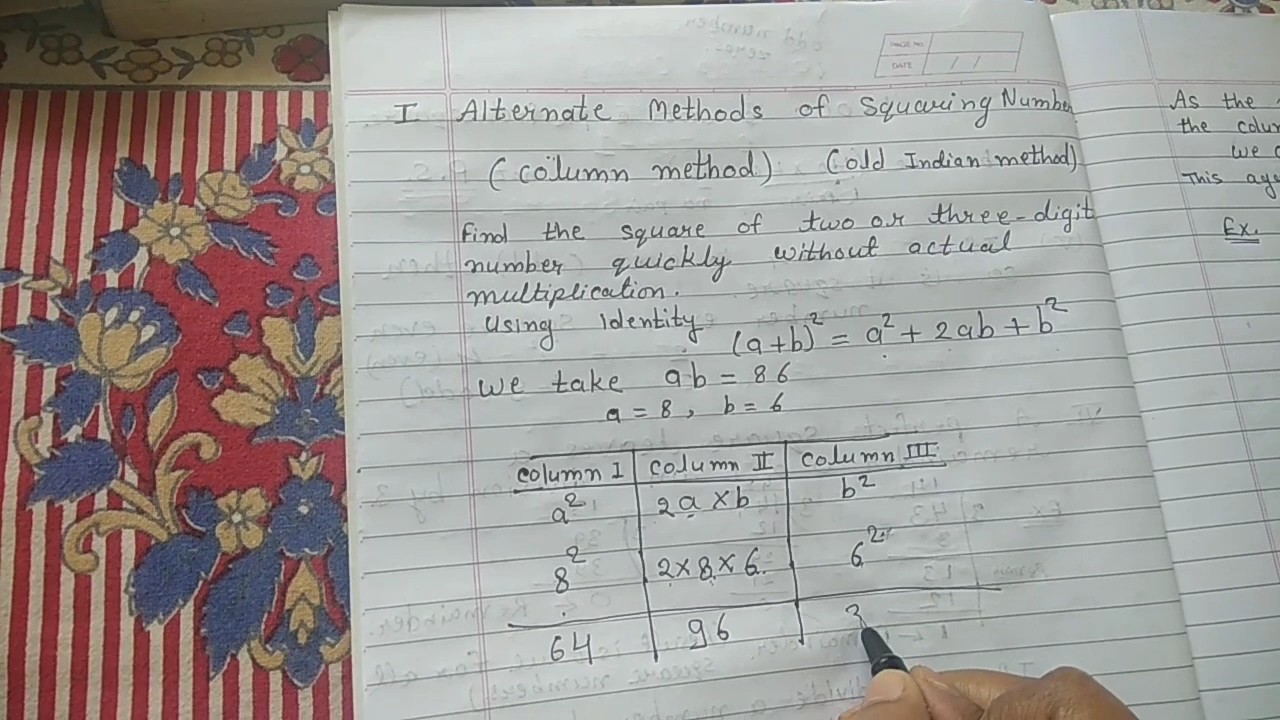 PAGE NO.
DATE / /
I Alternate Methods of Squaring Number
(column method) (old Indian method)
Find the square of two or three-digit
number quickly without actual
multiplication.
Using Identity (a+b)² = a² + 2ab + b²
We take ab = 86
a = 8, b = 6
column I column II column III
a² 2a×b b²
8² 2×8×6 6²
64 96 3
As the
the
we
This
Ex.